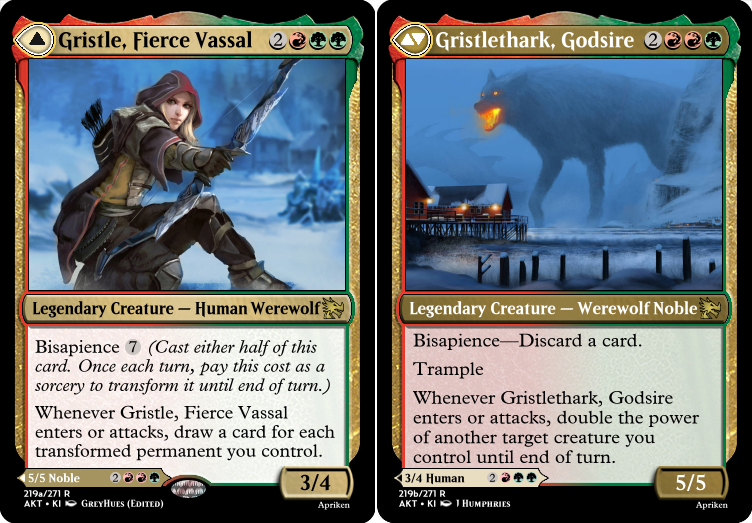 Gristle, Fierce Vassal 2
Legendary Creature — Human Werewolf
Bisapience 7 (Cast either half of this
card. Once each turn, pay this cost as a
sorcery to transform it until end of turn.)
Whenever Gristle, Fierce Vassal
enters or attacks, draw a card for each
transformed permanent you control.
5/5 Noble 2
3/4
219a/271 R
AKT • KI GreyHues (Edited)
Apriken
Gristlethark, Godsire 2
Legendary Creature — Werewolf Noble
Bisapience—Discard a card.
Trample
Whenever Gristlethark, Godsire
enters or attacks, double the power
of another target creature you
control until end of turn.
3/4 Human 2
5/5
219b/271 R
AKT • KI J Humphries
Apriken